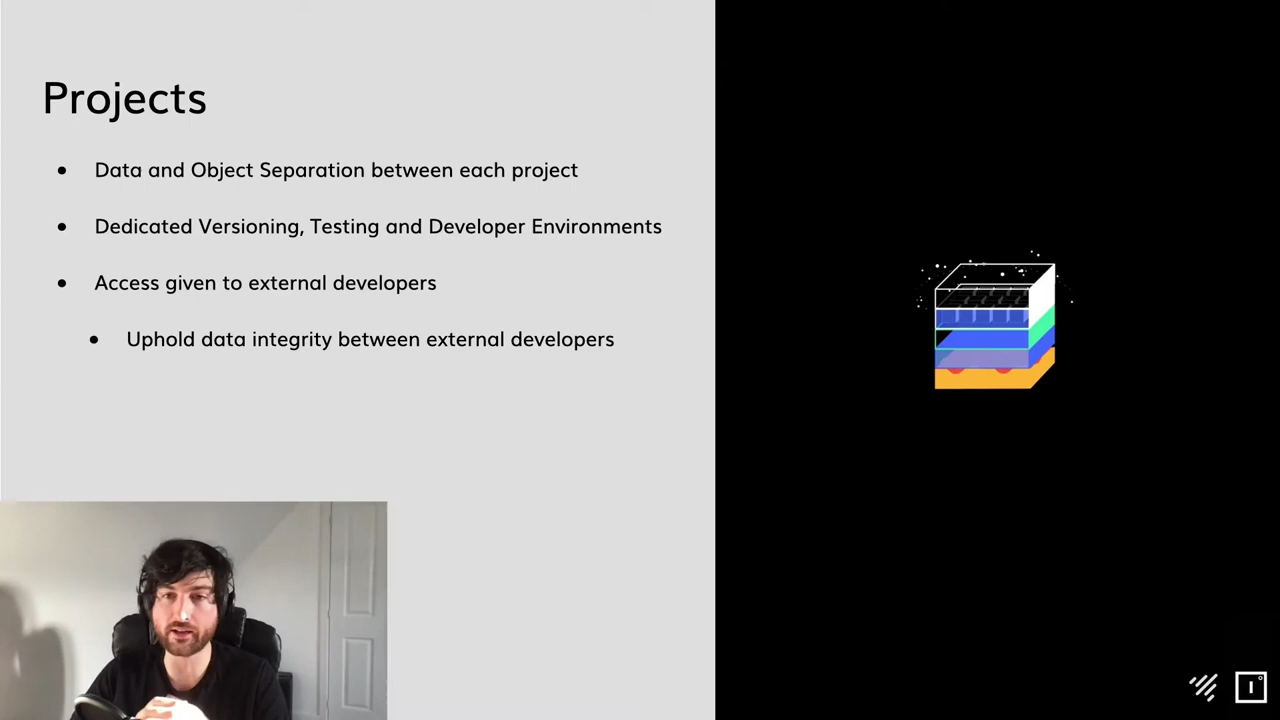 Projects
Data and Object Separation between each project
Dedicated Versioning, Testing and Developer Environments
Access given to external developers
Uphold data integrity between external developers